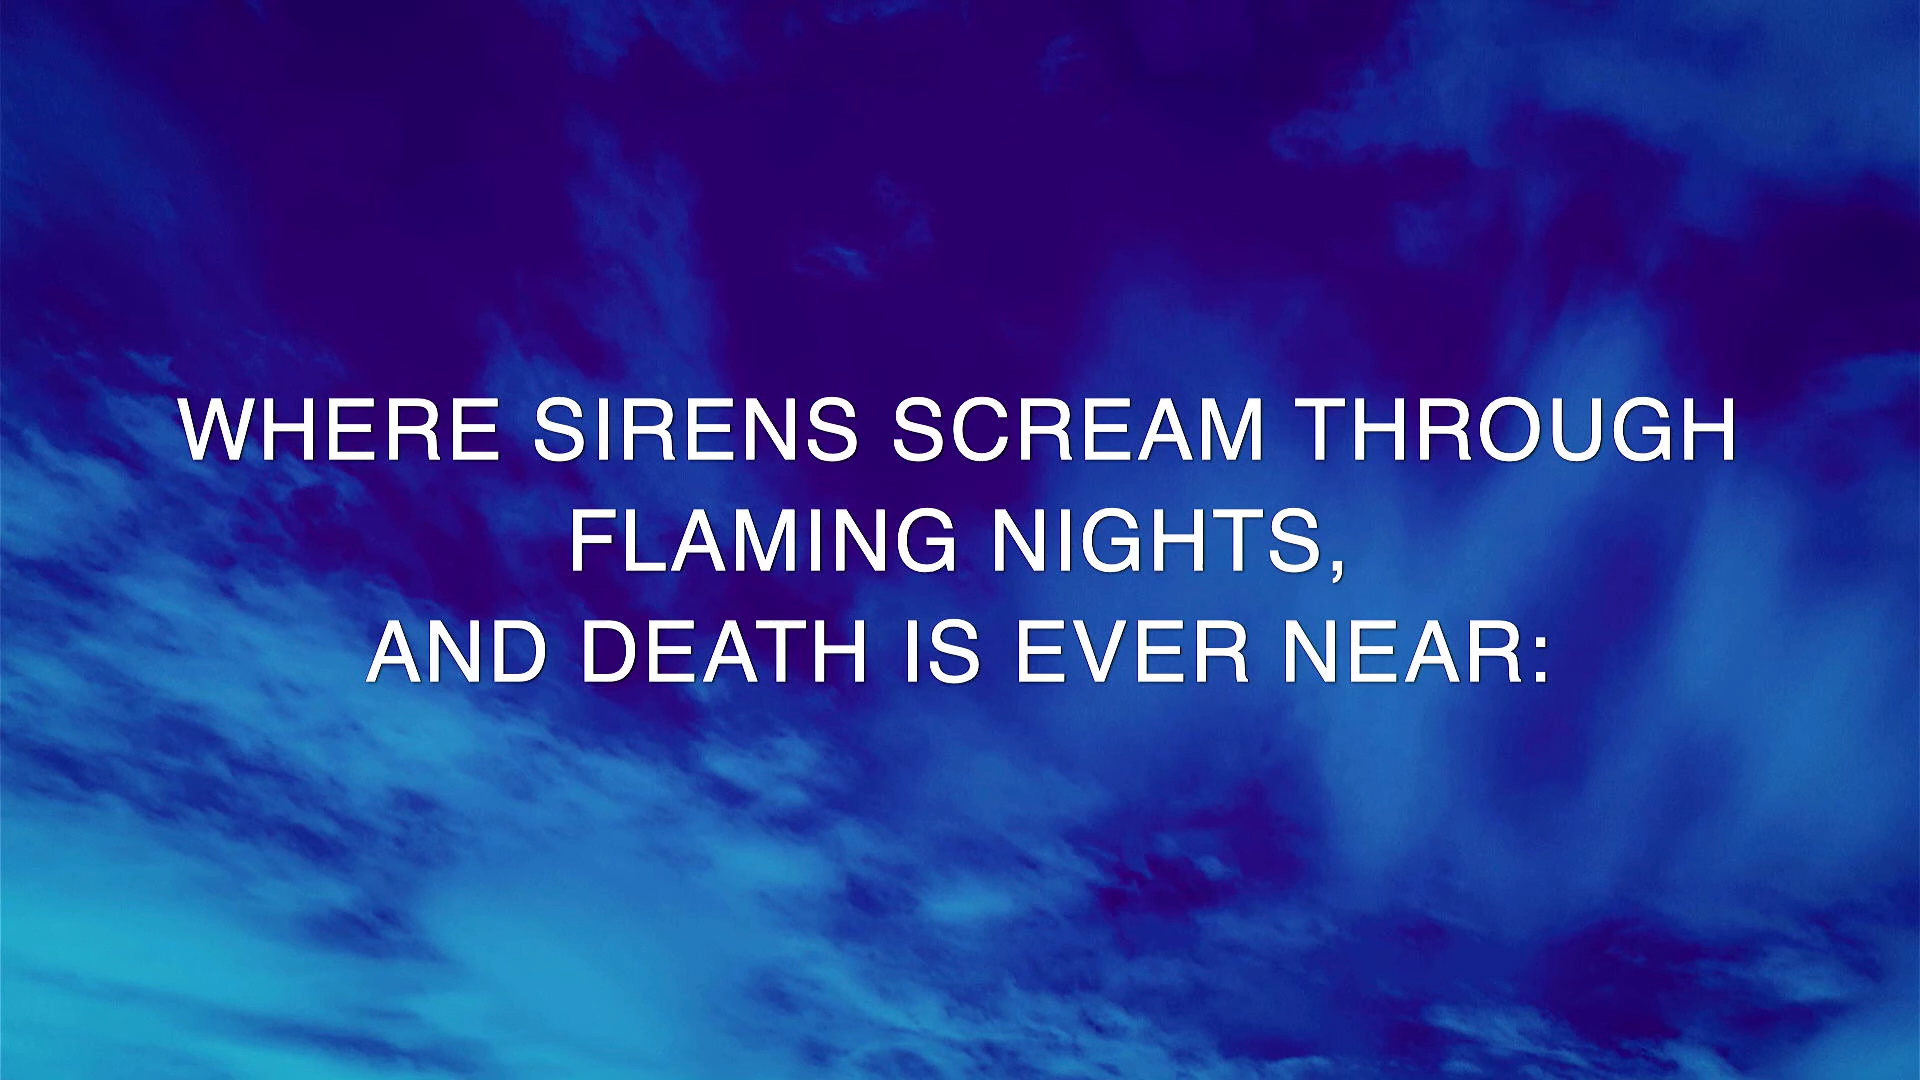 WHERE SIRENS SCREAM THROUGH
FLAMING NIGHTS,
AND DEATH IS EVER NEAR: